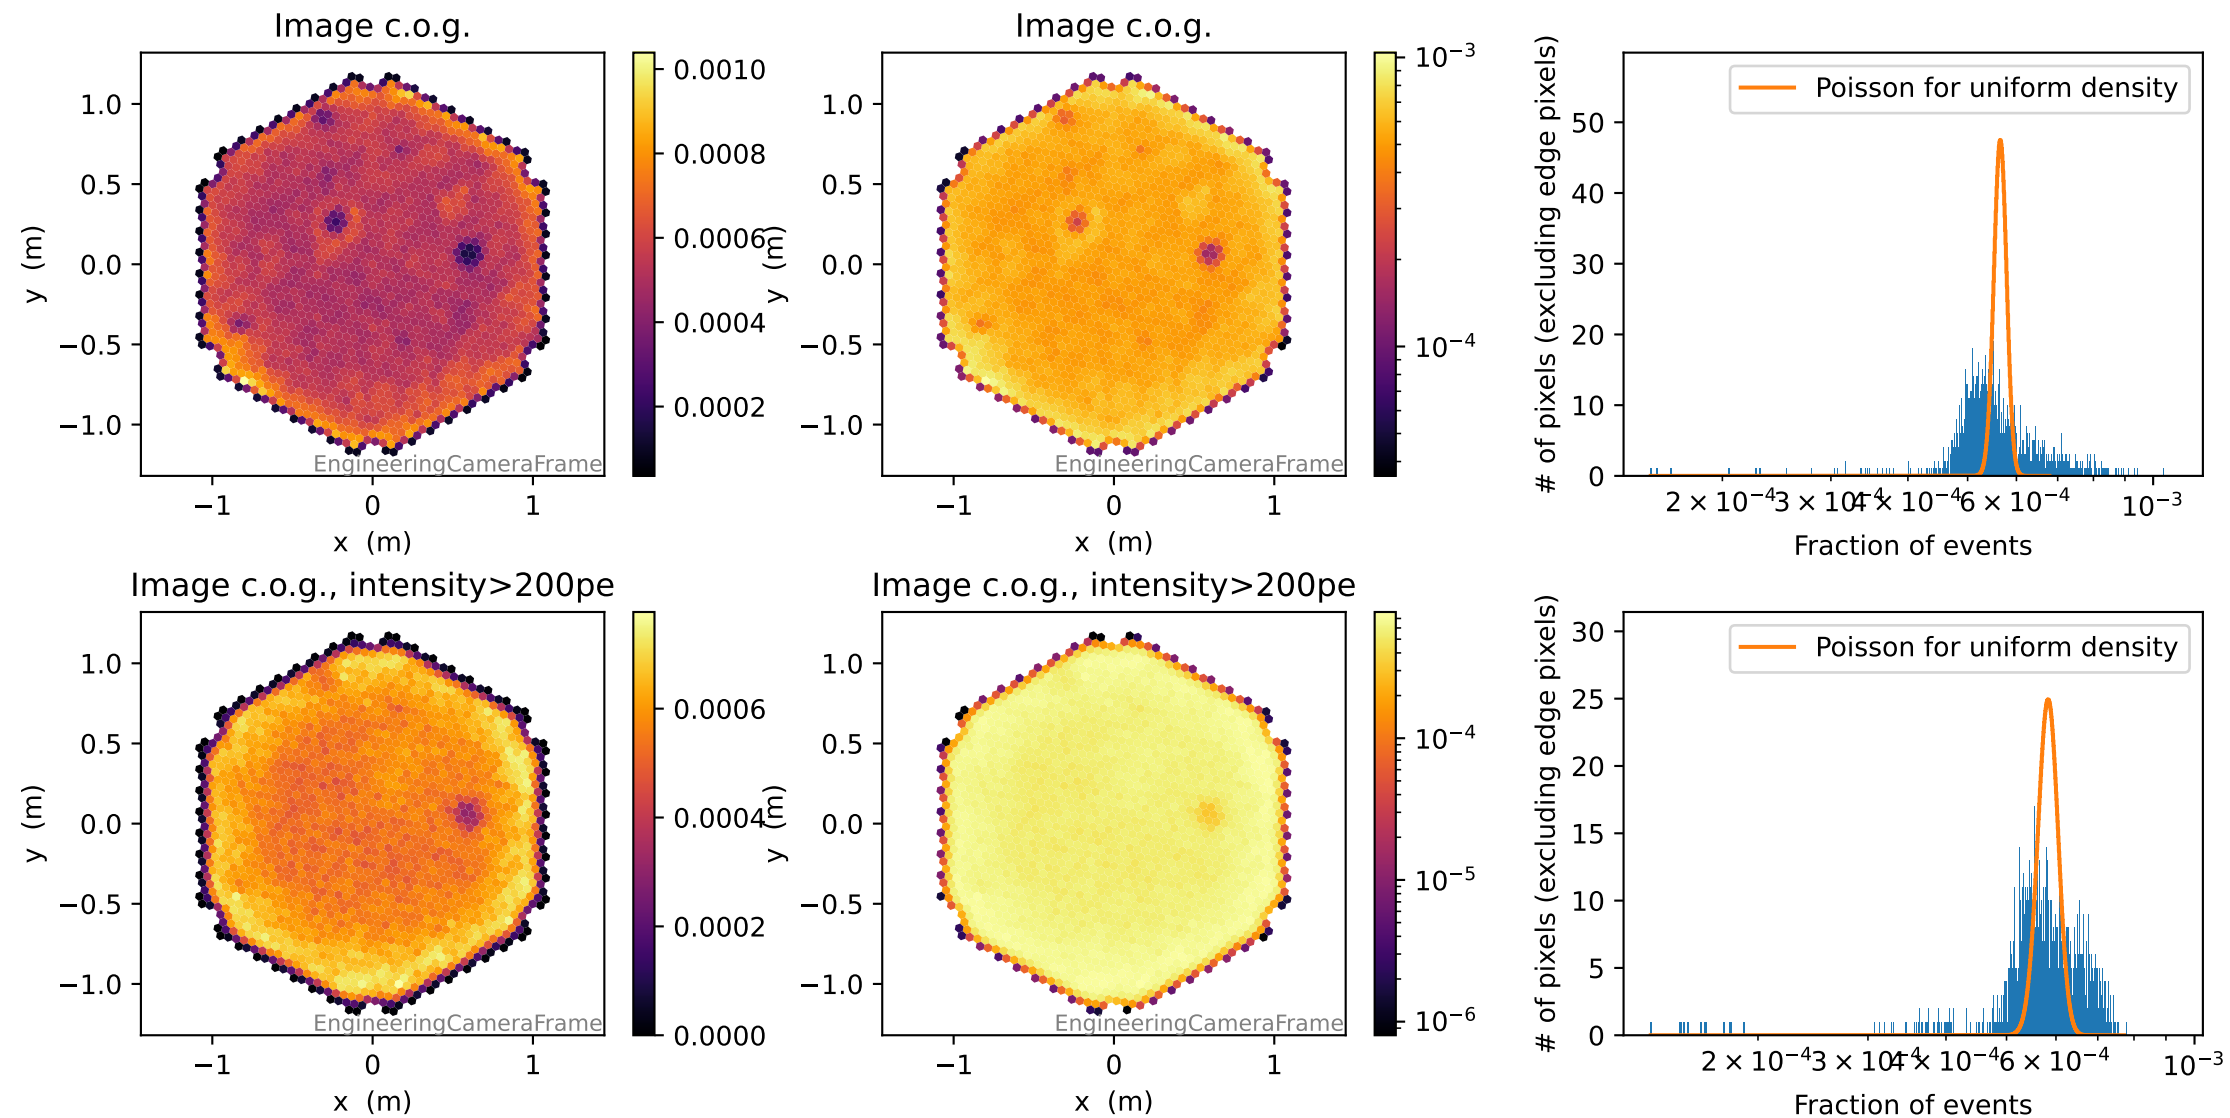 Image c.o.g.
1.0
0.5
0.0
−0.5
−1.0
y (m)
−1
0
1
x (m)
EngineeringCameraFrame
0.0010
0.0008
0.0006
0.0004
0.0002
Image c.o.g.
1.0
0.5
0.0
−0.5
−1.0
y (m)
−1
0
1
x (m)
EngineeringCameraFrame
10⁻³
10⁻⁴
Poisson for uniform density
# of pixels (excluding edge pixels)
50
40
30
20
10
0
2 × 10⁻⁴
3 × 10⁻⁴
4 × 10⁻⁴
6 × 10⁻⁴
10⁻³
Fraction of events
Image c.o.g., intensity>200pe
1.0
0.5
0.0
−0.5
−1.0
y (m)
−1
0
1
x (m)
EngineeringCameraFrame
0.0006
0.0004
0.0002
0.0000
Image c.o.g., intensity>200pe
1.0
0.5
0.0
−0.5
−1.0
y (m)
−1
0
1
x (m)
EngineeringCameraFrame
10⁻⁴
10⁻⁵
10⁻⁶
Poisson for uniform density
# of pixels (excluding edge pixels)
30
25
20
15
10
5
0
2 × 10⁻⁴
3 × 10⁻⁴
4 × 10⁻⁴
6 × 10⁻⁴
10⁻³
Fraction of events